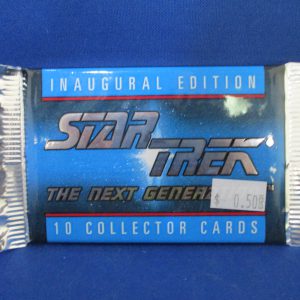 INAUGURAL EDITION
STAR
TREK
THE NEXT GENERA
$ 0.50¢
10 COLLECTOR CARDS